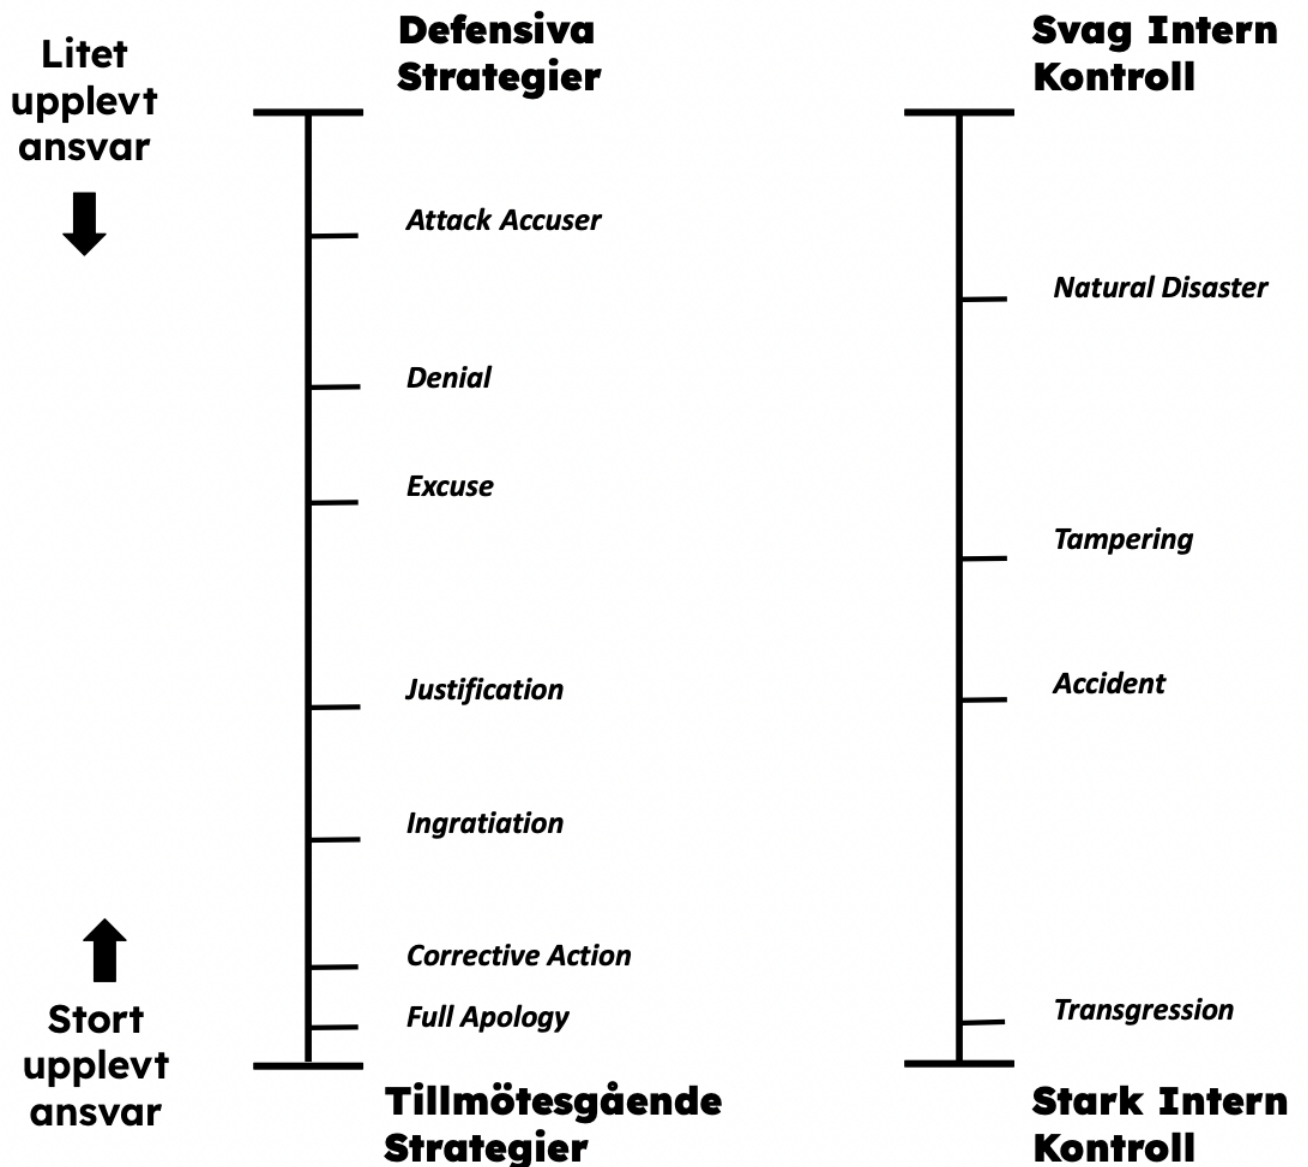 Litet
upplevt
ansvar
Defensiva
Strategier
Attack Accuser
Denial
Excuse
Justification
Ingratiation
Corrective Action
Full Apology
Stort
upplevt
ansvar
Tillmötesgående
Strategier
Svag Intern
Kontroll
Natural Disaster
Tampering
Accident
Transgression
Stark Intern
Kontroll